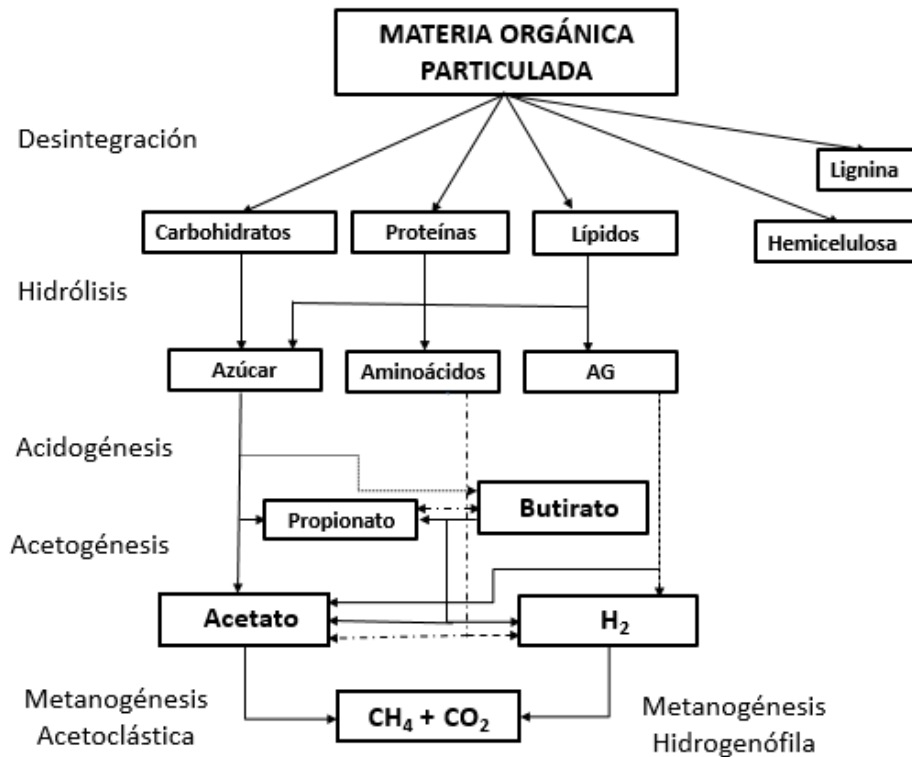 MATERIA ORGÁNICA
PARTICULADA
Desintegración
Lignina
Carbohidratos
Proteínas
Lípidos
Hemicelulosa
Hidrólisis
Azúcar
Aminoácidos
AG
Acidogénesis
Butirato
Propionato
Acetogénesis
Acetato
H₂
Metanogénesis
Acetoclástica
CH₄ + CO₂
Metanogénesis
Hidrogenófila